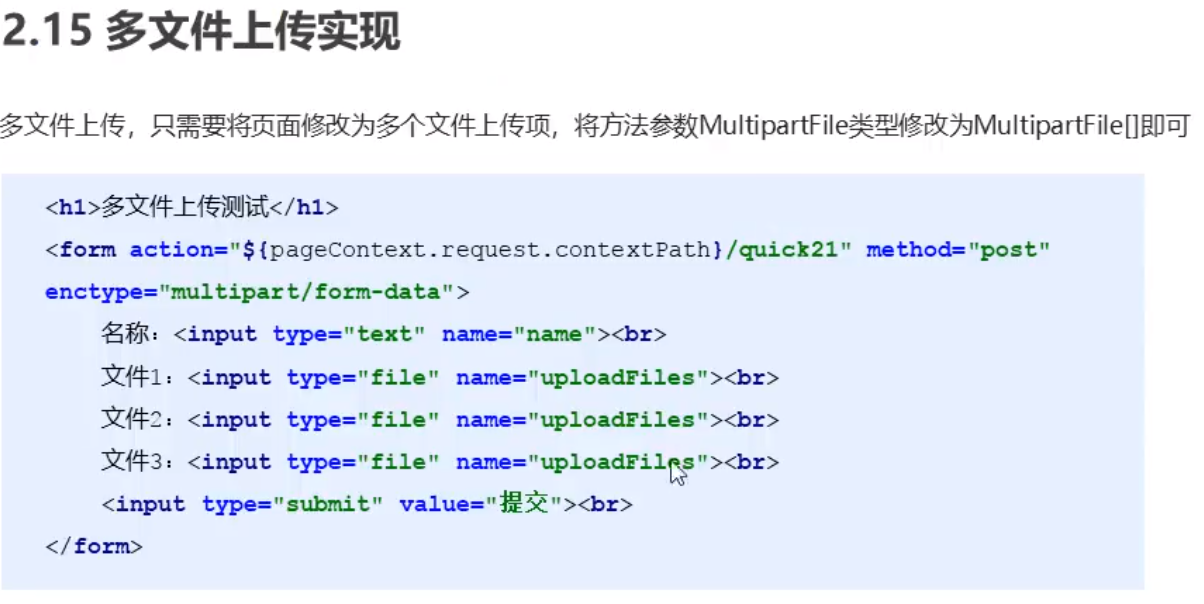 2.15 多文件上传实现
多文件上传，只需要将页面修改为多个文件上传项，将方法参数MultipartFile类型修改为MultipartFile[]即可
<h1>多文件上传测试</h1>
<form action="${pageContext.request.contextPath}/quick21" method="post"
enctype="multipart/form-data">
名称：<input type="text" name="name"><br>
文件1：<input type="file" name="uploadFiles"><br>
文件2：<input type="file" name="uploadFiles"><br>
文件3：<input type="file" name="uploadFiles"><br>
<input type="submit" value="提交"><br>
</form>